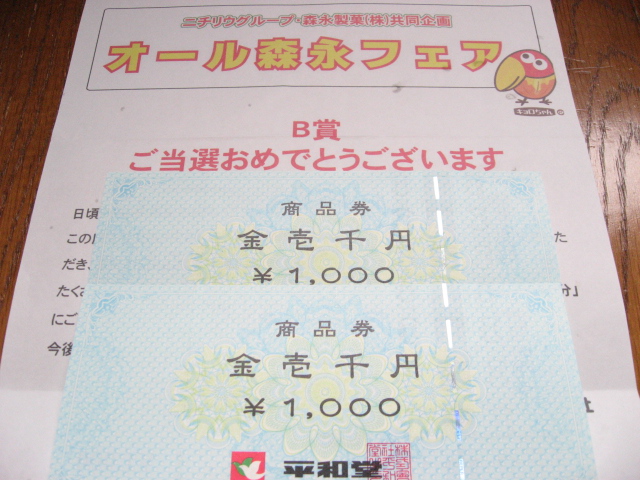 ニチリウグループ・森永製菓(株)共同企画
オール森永フェア
キョロちゃん
B賞
ご当選おめでとうございます
日頃
この
だき、
たくさ
にご
今後
た
分」
社
商品券
金壱千円
¥1,000
商品券
金壱千円
¥1,000
平和堂